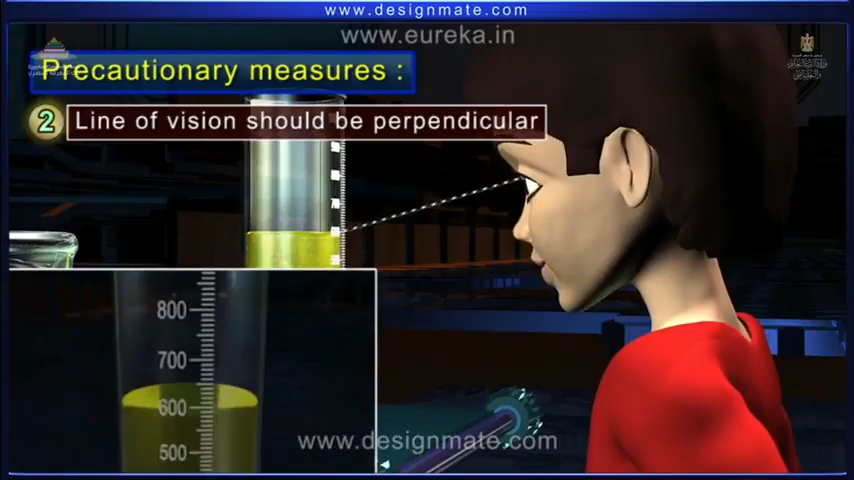 www.designmate.com
www.eureka.in
Precautionary measures :
2 Line of vision should be perpendicular
800
700
600
500
www.designmate.com